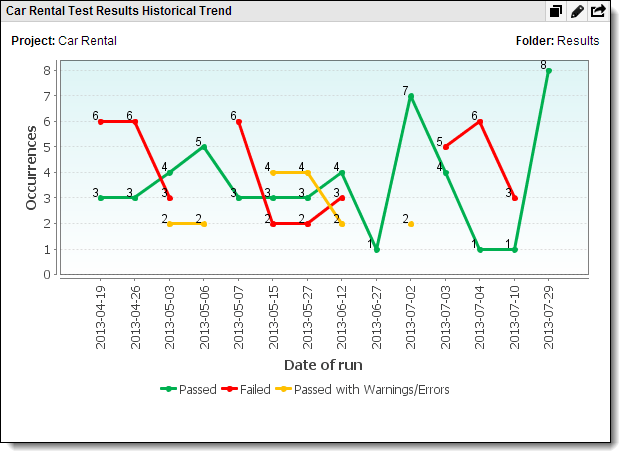 Car Rental Test Results Historical Trend
Project: Car Rental Folder: Results
Occurrences
8
7
6
5
4
3
2
1
0
6 6 3 6 2 2 3 5 6 3
3 3 4 5 3 3 3 4 1 7 4 1 1 8
2 2 4 4 2 2
2013-04-19
2013-04-26
2013-05-03
2013-05-06
2013-05-07
2013-05-15
2013-05-27
2013-06-12
2013-06-27
2013-07-02
2013-07-03
2013-07-04
2013-07-10
2013-07-29
Date of run
Passed Failed Passed with Warnings/Errors